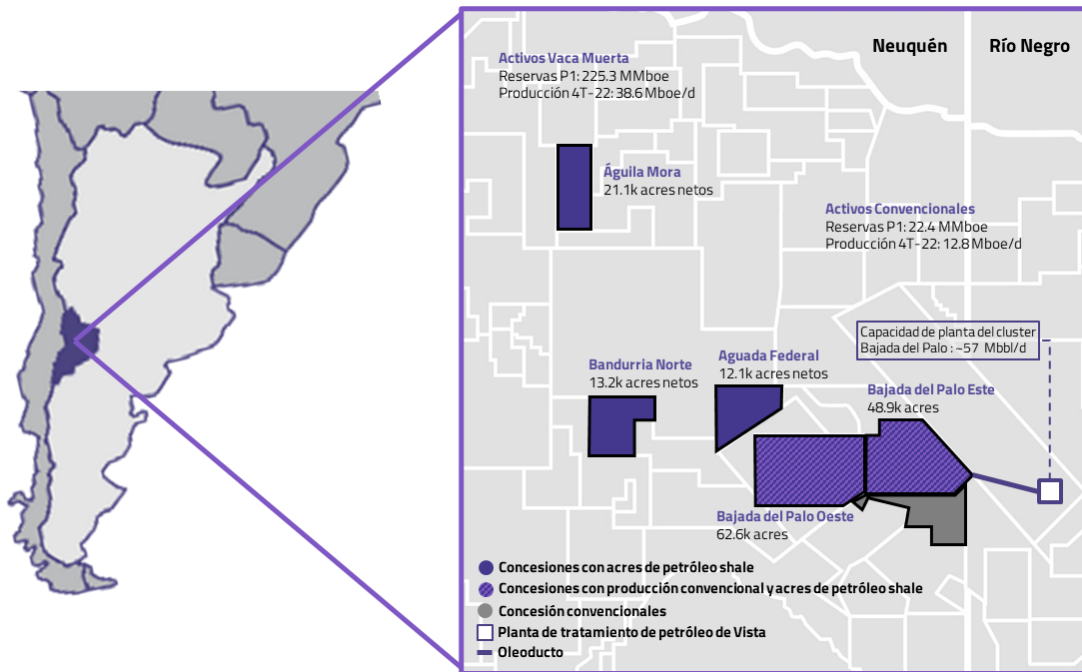 Neuquén
Río Negro
Activos Vaca Muerta
Reservas P1: 225.3 MMboe
Producción 4T-22: 38.6 Mboe/d
Águila Mora
21.1k acres netos
Activos Convencionales
Reservas P1: 22.4 MMboe
Producción 4T-22: 12.8 Mboe/d
Capacidad de planta del cluster
Bajada del Palo : ~57 Mbbl/d
Bandurria Norte
13.2k acres netos
Aguada Federal
12.1k acres netos
Bajada del Palo Este
48.9k acres
Bajada del Palo Oeste
62.6k acres
Concesiones con acres de petróleo shale
Concesiones con producción convencional y acres de petróleo shale
Concesión convencionales
Planta de tratamiento de petróleo de Vista
Oleoducto